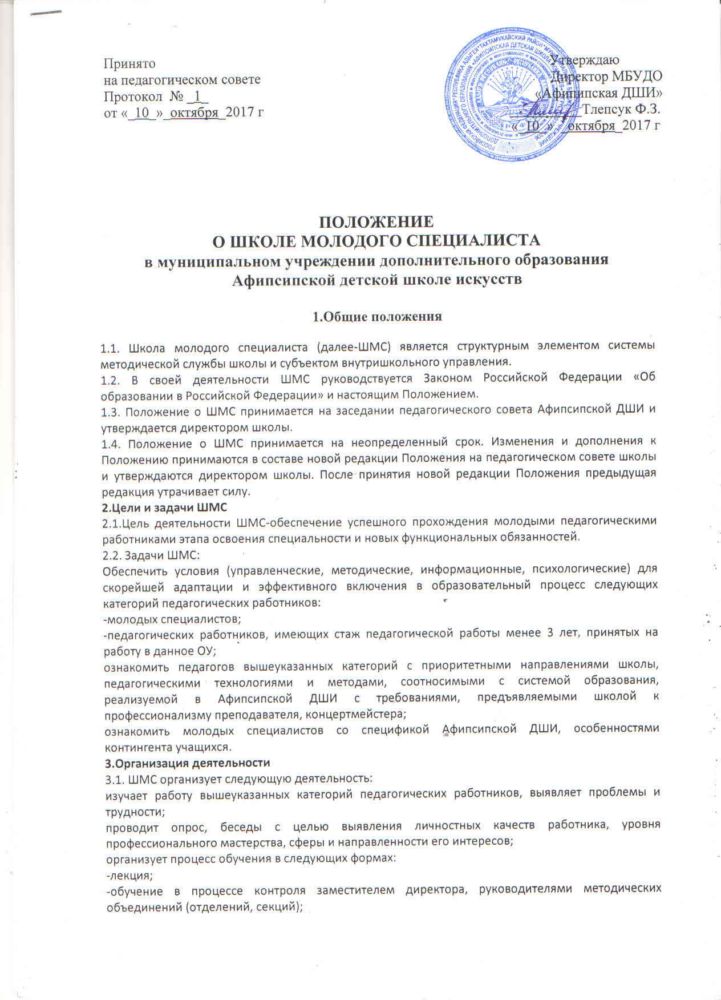 Принято
на педагогическом совете
Протокол № _1_
от «_10_»_октября_2017 г
Утверждаю
Директор МБУДО
«Афипипская ДШИ»
Тлепсук Ф.З.
«_10_»_октября_2017 г
ПОЛОЖЕНИЕ
О ШКОЛЕ МОЛОДОГО СПЕЦИАЛИСТА
в муниципальном учреждении дополнительного образования
Афипсипской детской школе искусств
1.Общие положения
1.1. Школа молодого специалиста (далее-ШМС) является структурным элементом системы
методической службы школы и субъектом внутришкольного управления.
1.2. В своей деятельности ШМС руководствуется Законом Российской Федерации «Об
образовании в Российской Федерации» и настоящим Положением.
1.3. Положение о ШМС принимается на заседании педагогического совета Афипсипской ДШИ и
утверждается директором школы.
1.4. Положение о ШМС принимается на неопределенный срок. Изменения и дополнения к
Положению принимаются в составе новой редакции Положения на педагогическом совете школы
и утверждаются директором школы. После принятия новой редакции Положения предыдущая
редакция утрачивает силу.
2.Цели и задачи ШМС
2.1.Цель деятельности ШМС-обеспечение успешного прохождения молодыми педагогическими
работниками этапа освоения специальности и новых функциональных обязанностей.
2.2. Задачи ШМС:
Обеспечить условия (управленческие, методические, информационные, психологические) для
скорейшей адаптации и эффективного включения в образовательный процесс следующих
категорий педагогических работников:
-молодых специалистов;
-педагогических работников, имеющих стаж педагогической работы менее 3 лет, принятых на
работу в данное ОУ;
ознакомить педагогов вышеуказанных категорий с приоритетными направлениями школы,
педагогическими технологиями и методами, соотносимыми с системой образования,
реализуемой в Афипсипской ДШИ с требованиями, предъявляемыми школой к
профессионализму преподавателя, концертмейстера;
ознакомить молодых специалистов со спецификой Афипсипской ДШИ, особенностями
контингента учащихся.
3.Организация деятельности
3.1. ШМС организует следующую деятельность:
изучает работу вышеуказанных категорий педагогических работников, выявляет проблемы и
трудности;
проводит опрос, беседы с целью выявления личностных качеств работника, уровня
профессионального мастерства, сферы и направленности его интересов;
организует процесс обучения в следующих формах:
-лекция;
-обучение в процессе контроля заместителем директора, руководителями методических
объединений (отделений, секций);